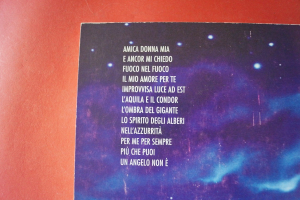 AMICA DONNA MIA
E ANCOR MI CHIEDO
FUOCO NEL FUOCO
IL MIO AMORE PER TE
IMPROVVISA LUCE AD EST
L'AQUILA E IL CONDOR
L'OMBRA DEL GIGANTE
LO SPIRITO DEGLI ALBERI
NELL'AZZURRITÀ
PER ME PER SEMPRE
PIÙ CHE PUOI
UN ANGELO NON È